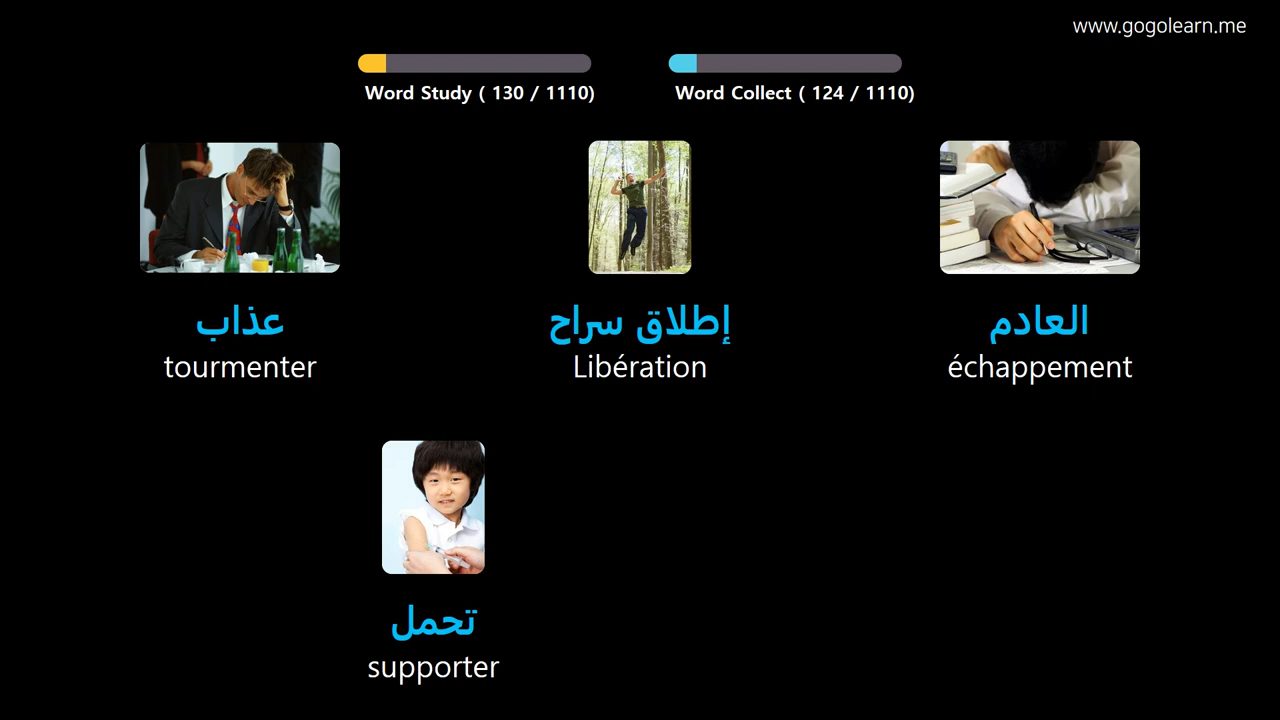 www.gogolearn.me
Word Study ( 130 / 1110)
Word Collect ( 124 / 1110)
عذاب
tourmenter
إطلاق سراح
Libération
العادم
échappement
تحمل
supporter